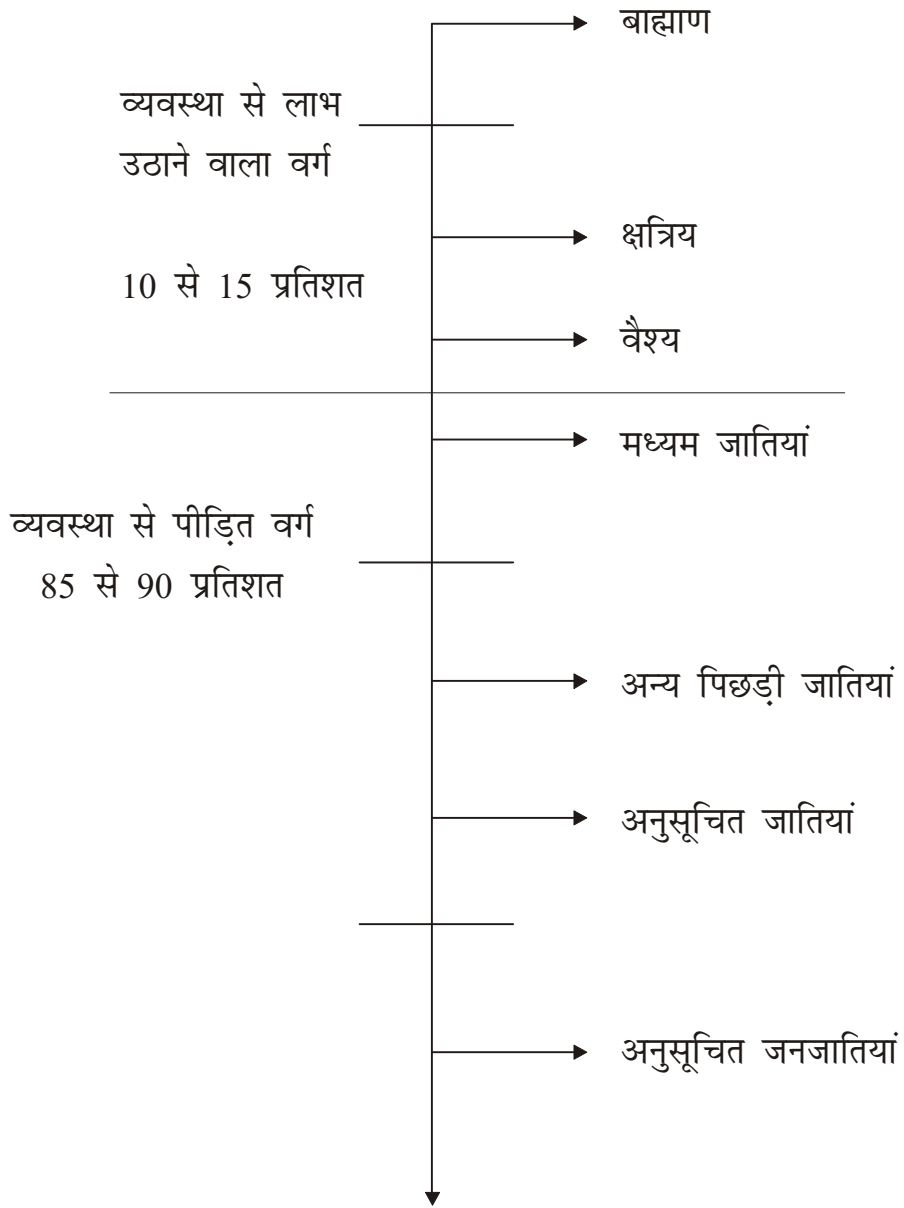 बाह्माण
व्यवस्था से लाभ
उठाने वाला वर्ग
क्षत्रिय
10 से 15 प्रतिशत
वैश्य
मध्यम जातियां
व्यवस्था से पीड़ित वर्ग
85 से 90 प्रतिशत
अन्य पिछड़ी जातियां
अनुसूचित जातियां
अनुसूचित जनजातियां